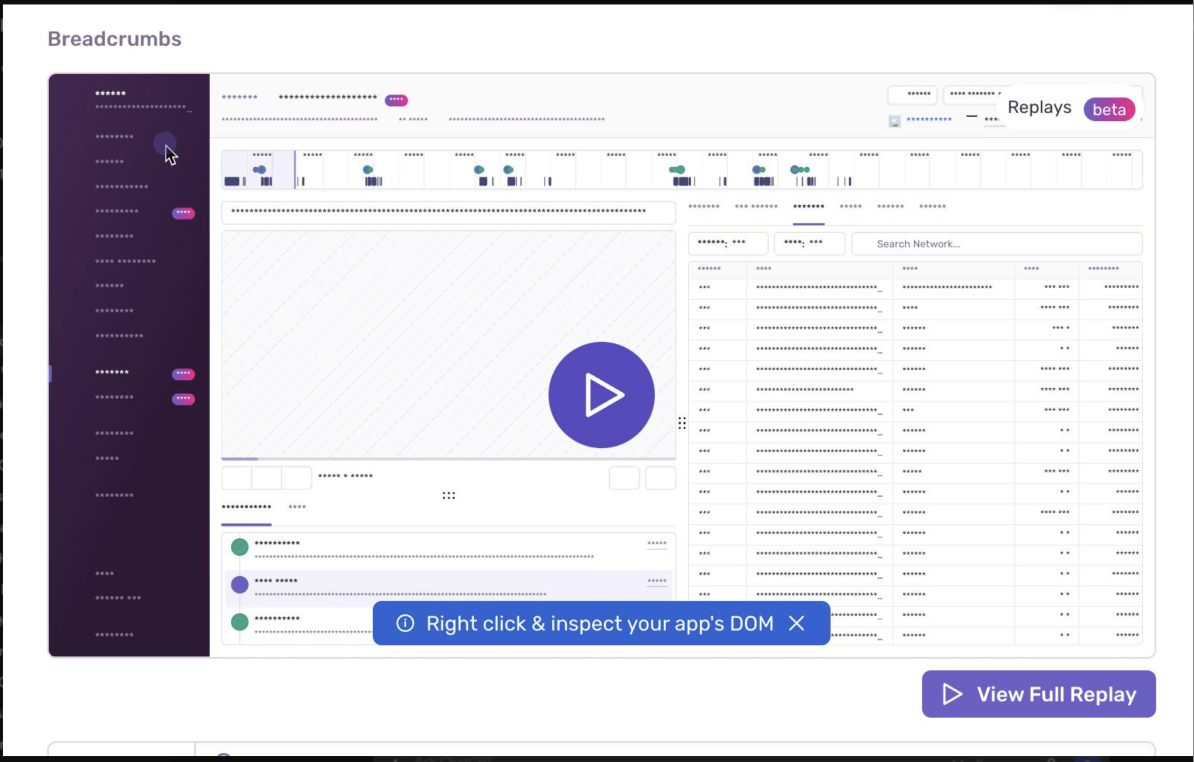 Breadcrumbs
Replays beta
Search Network...
Right click & inspect your app's DOM
View Full Replay